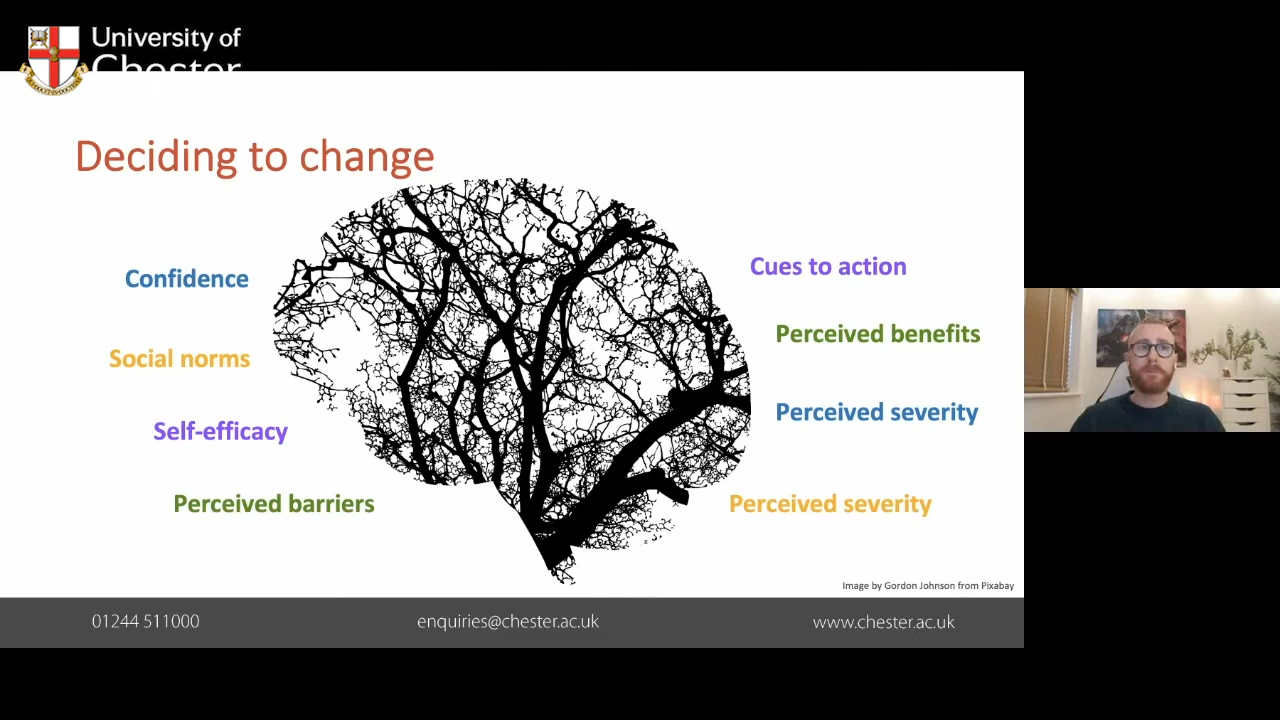 University of
Chester
Deciding to change
Confidence
Social norms
Self-efficacy
Perceived barriers
Cues to action
Perceived benefits
Perceived severity
Perceived severity
Image by Gordon Johnson from Pixabay
01244 511000
enquiries@chester.ac.uk
www.chester.ac.uk